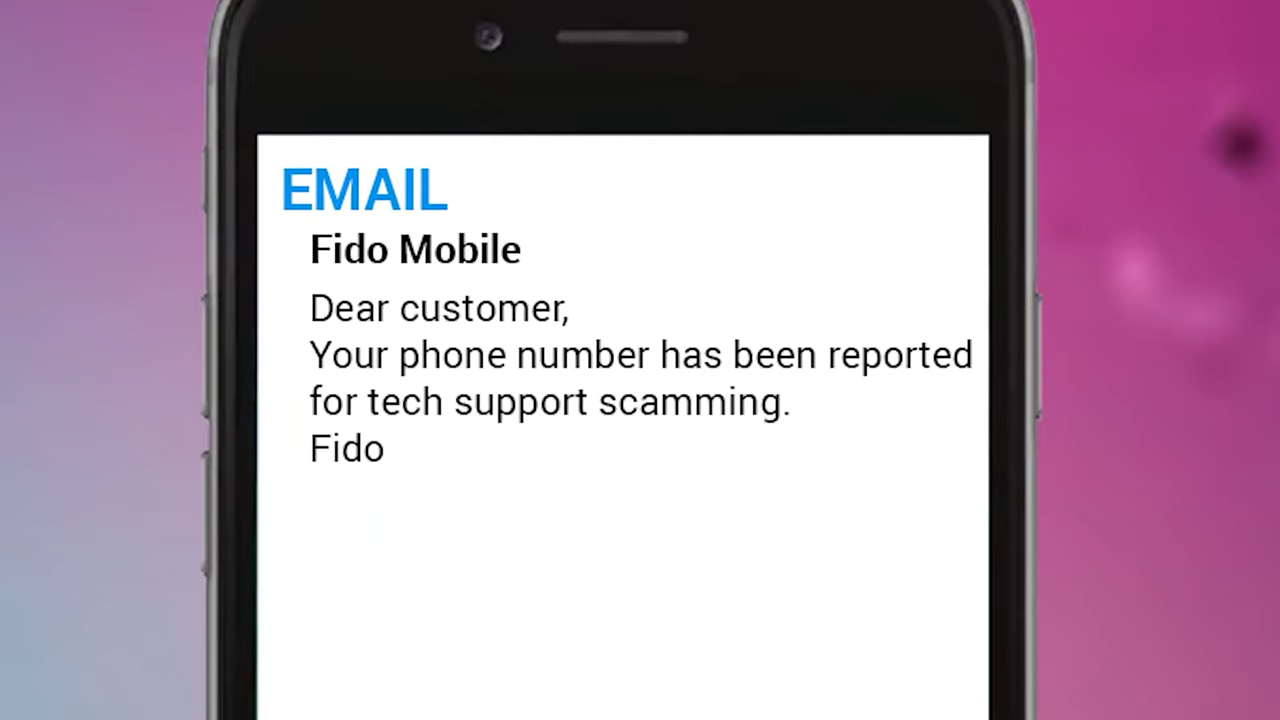 EMAIL
Fido Mobile
Dear customer,
Your phone number has been reported
for tech support scamming.
Fido